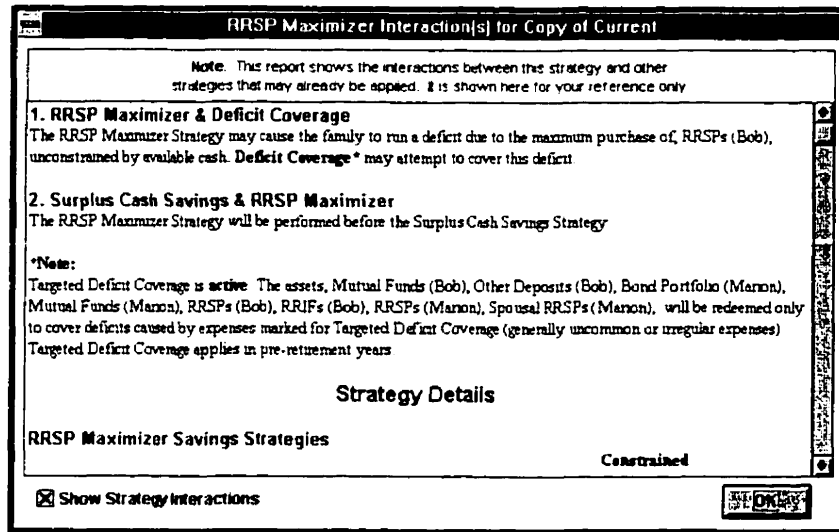 RRSP Maximizer Interaction(s) for Copy of Current
Note. This report shows the interactions between this strategy and other
strategies that may already be applied. It is shown here for your reference only
1. RRSP Maximizer & Deficit Coverage
The RRSP Maximizer Strategy may cause the family to run a deficit due to the maximum purchase of, RRSPs (Bob),
unconstrained by available cash. Deficit Coverage* may attempt to cover this deficit
2. Surplus Cash Savings & RRSP Maximizer
The RRSP Maximizer Strategy will be performed before the Surplus Cash Savings Strategy
*Note:
Targeted Deficit Coverage is active The assets, Mutual Funds (Bob), Other Deposits (Bob), Bond Portfolio (Manon),
Mutual Funds (Manon), RRSPs (Bob), RRIFs (Bob), RRSPs (Manon), Spousal RRSPs (Manon), will be redeemed only
to cover deficits caused by expenses marked for Targeted Deficit Coverage (generally uncommon or irregular expenses)
Targeted Deficit Coverage applies in pre-retirement years
Strategy Details
RRSP Maximizer Savings Strategies
Constrained
Show Strategy Interactions
OK